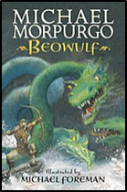 MICHAEL
MORPURGO
BEOWULF
Illustrated by
MICHAEL FOREMAN